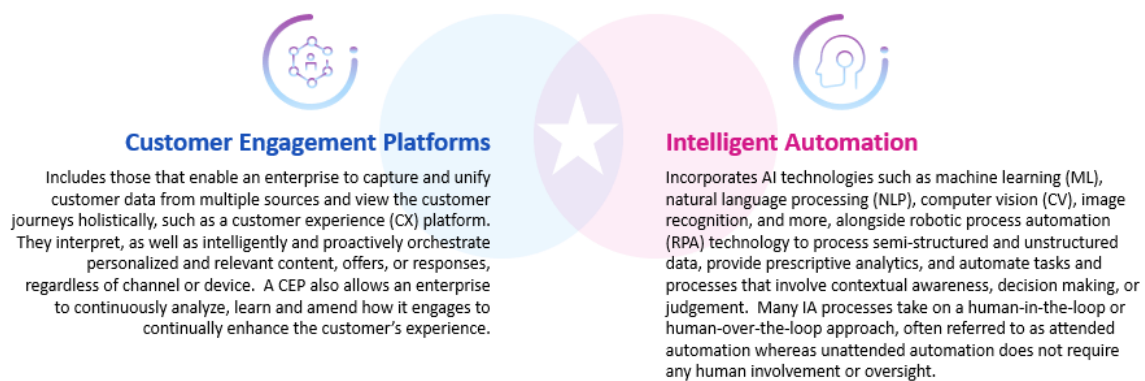 Customer Engagement Platforms
Includes those that enable an enterprise to capture and unify
customer data from multiple sources and view the customer
journeys holistically, such as a customer experience (CX) platform.
They interpret, as well as intelligently and proactively orchestrate
personalized and relevant content, offers, or responses,
regardless of channel or device.  A CEP also allows an enterprise
to continuously analyze, learn and amend how it engages to
continually enhance the customer's experience.
Intelligent Automation
Incorporates AI technologies such as machine learning (ML),
natural language processing (NLP), computer vision (CV), image
recognition, and more, alongside robotic process automation
(RPA) technology to process semi-structured and unstructured
data, provide prescriptive analytics, and automate tasks and
processes that involve contextual awareness, decision making, or
judgement.  Many IA processes take on a human-in-the-loop or
human-over-the-loop approach, often referred to as attended
automation whereas unattended automation does not require
any human involvement or oversight.